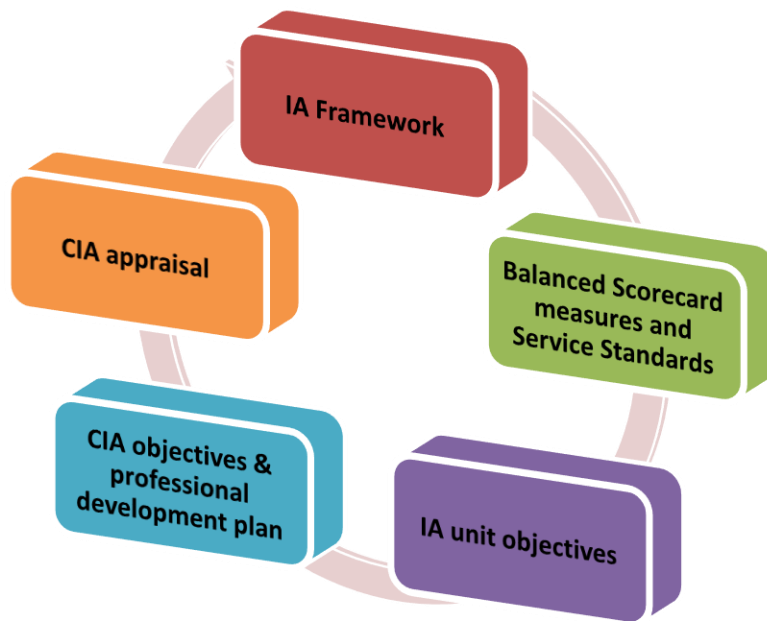 IA Framework
Balanced Scorecard
measures and
Service Standards
IA unit objectives
CIA objectives &
professional
development plan
CIA appraisal